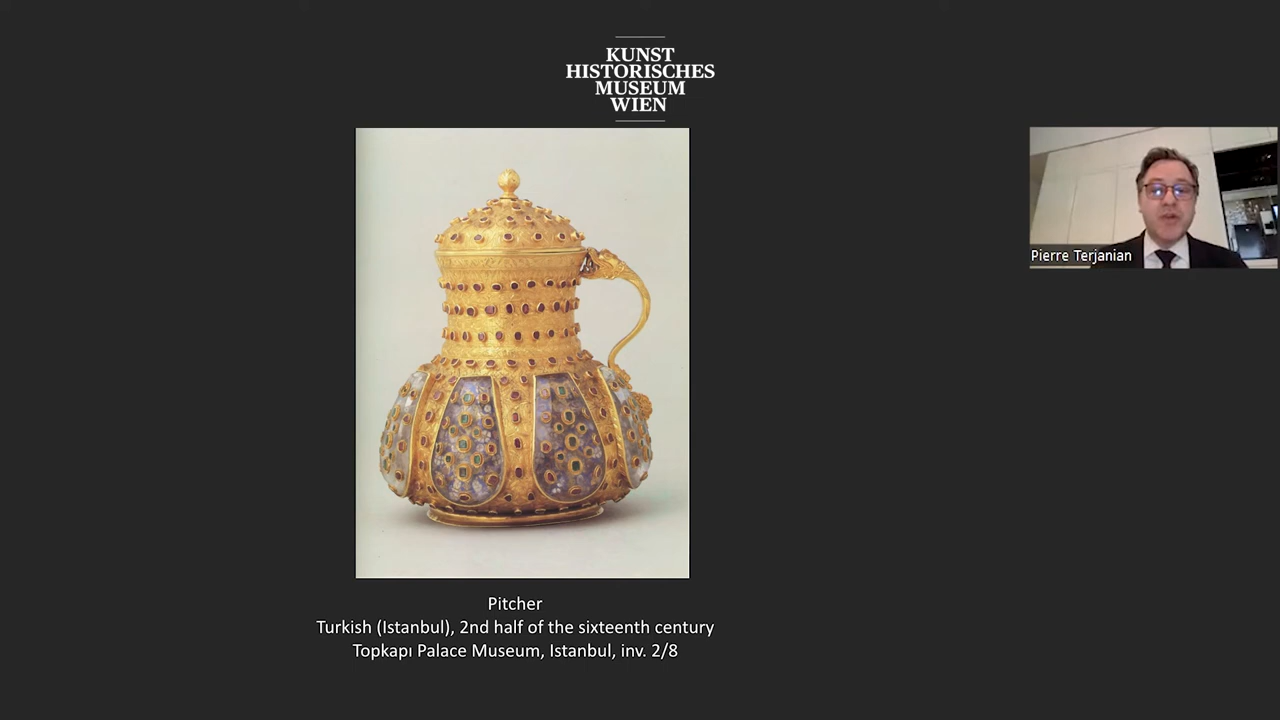 KUNST
HISTORISCHES
MUSEUM
WIEN
Pierre Terjanian
Pitcher
Turkish (Istanbul), 2nd half of the sixteenth century
Topkapı Palace Museum, Istanbul, inv. 2/8